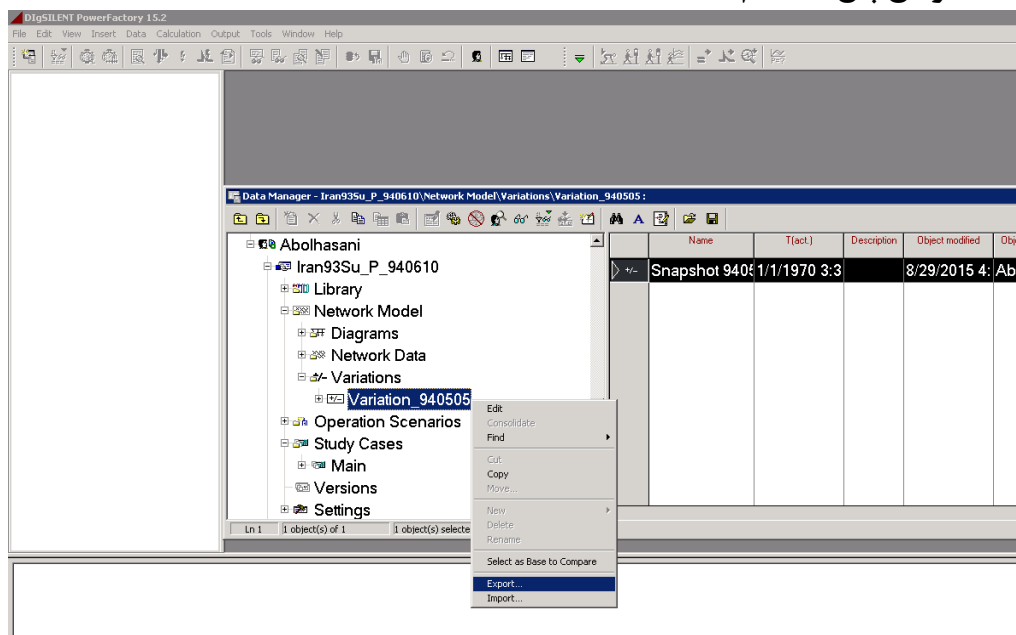 DIgSILENT PowerFactory 15.2
File Edit View Insert Data Calculation Output Tools Window Help
Data Manager - Iran93Su_P_940610\Network Model\Variations\Variation_940505 :
Abolhasani
Iran93Su_P_940610
Library
Network Model
Diagrams
Network Data
Variations
Variation_940505
Operation Scenarios
Study Cases
Main
Versions
Settings
Name T(act.) Description Object modified Obj
Snapshot 9405 1/1/1970 3:3 8/29/2015 4: Ab
Edit
Consolidate
Find
Cut
Copy
Move...
New
Delete
Rename
Select as Base to Compare
Export...
Import...
Ln 1 1 object(s) of 1 1 object(s) selecte